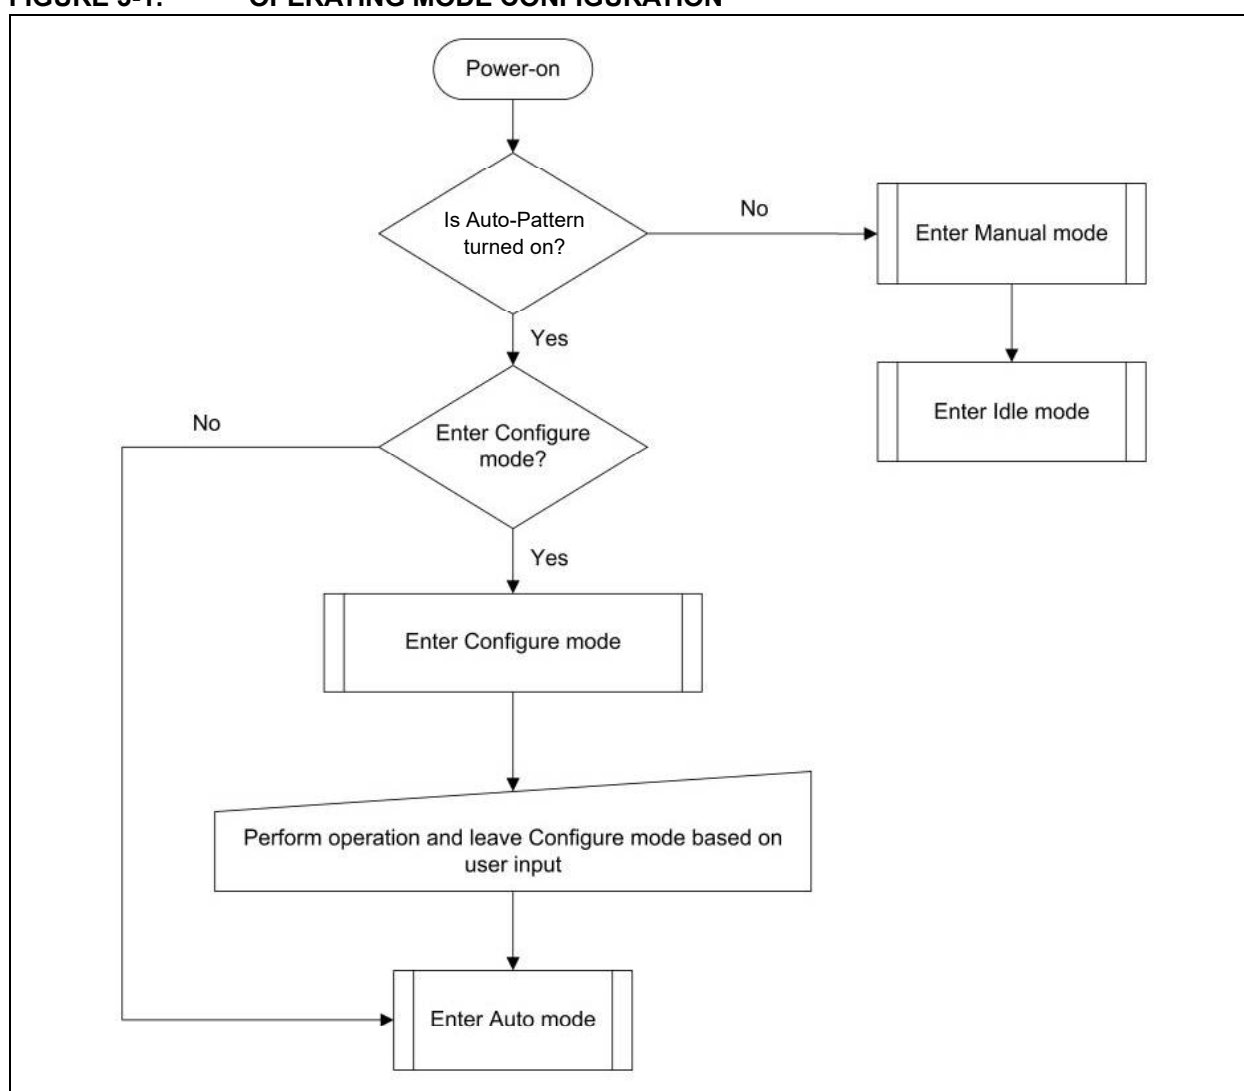 OPERATING MODE CONFIGURATION
Power-on
Is Auto-Pattern
turned on?
No
Enter Manual mode
Yes
Enter Idle mode
No
Enter Configure
mode?
Yes
Enter Configure mode
Perform operation and leave Configure mode based on
user input
Enter Auto mode